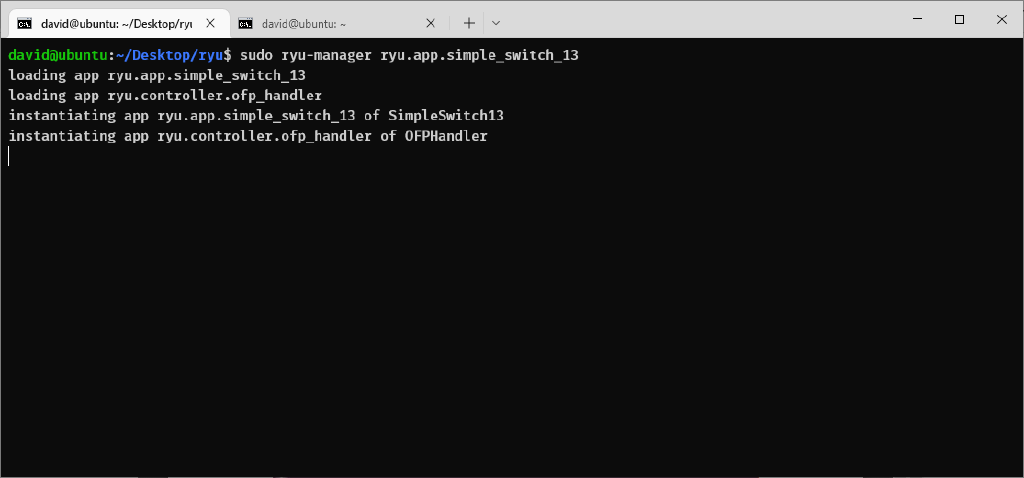 david@ubuntu: ~/Desktop/ryu
david@ubuntu: ~
david@ubuntu:~/Desktop/ryu$ sudo ryu-manager ryu.app.simple_switch_13
loading app ryu.app.simple_switch_13
loading app ryu.controller.ofp_handler
instantiating app ryu.app.simple_switch_13 of SimpleSwitch13
instantiating app ryu.controller.ofp_handler of OFPHandler